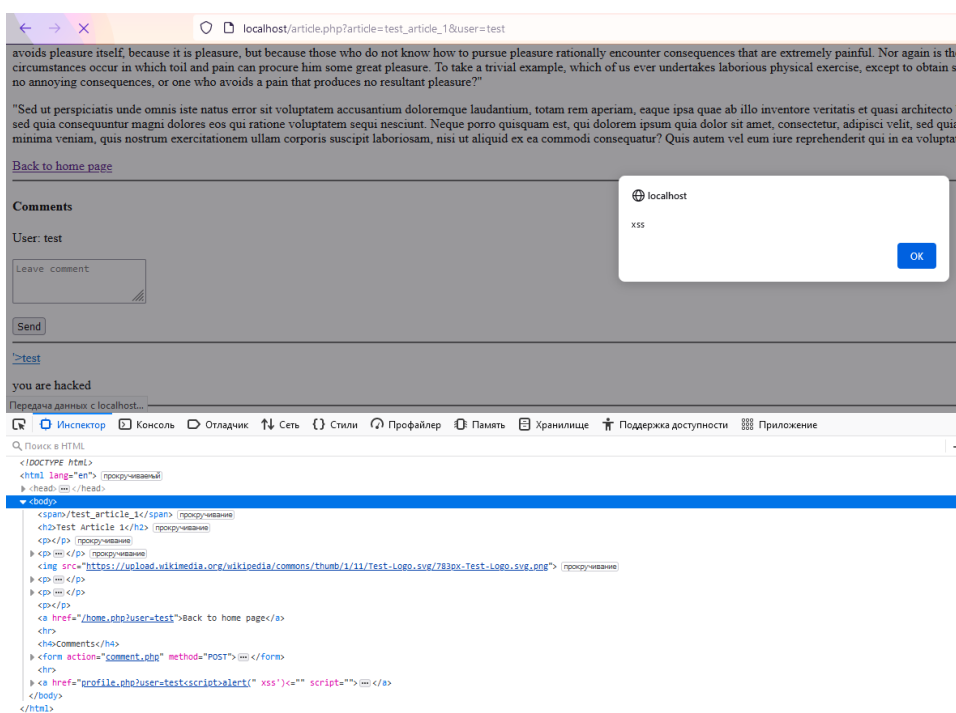 localhost/article.php?article=test_article_1&user=test
avoids pleasure itself, because it is pleasure, but because those who do not know how to pursue pleasure rationally encounter consequences that are extremely painful. Nor again is th
circumstances occur in which toil and pain can procure him some great pleasure. To take a trivial example, which of us ever undertakes laborious physical exercise, except to obtain s
no annoying consequences, or one who avoids a pain that produces no resultant pleasure?"
"Sed ut perspiciatis unde omnis iste natus error sit voluptatem accusantium doloremque laudantium, totam rem aperiam, eaque ipsa quae ab illo inventore veritatis et quasi architecto
sed quia consequuntur magni dolores eos qui ratione voluptatem sequi nesciunt. Neque porro quisquam est, qui dolorem ipsum quia dolor sit amet, consectetur, adipisci velit, sed quia
minima veniam, quis nostrum exercitationem ullam corporis suscipit laboriosam, nisi ut aliquid ex ea commodi consequatur? Quis autem vel eum iure reprehenderit qui in ea volupta
Back to home page
localhost
xss
OK
Comments
User: test
Leave comment
Send
'>test
you are hacked
Передача данных с localhost...
Инспектор Консоль Отладчик Сеть Стили Профайлер Память Хранилище Поддержка доступности Приложение
Поиск в HTML
<!DOCTYPE html>
<html lang="en"> прокручиваемый
<head> </head>
<body>
<span>/test_article_1</span> прокручивание
<h2>Test Article 1</h2> прокручивание
<p></p> прокручивание
<p> </p> прокручивание
<img src="https://upload.wikimedia.org/wikipedia/commons/thumb/1/11/Test-Logo.svg/783px-Test-Logo.svg.png"> прокручивание
<p> </p>
<p> </p>
<p></p>
<a href="/home.php?user=test">Back to home page</a>
<hr>
<h4>Comments</h4>
<form action="comment.php" method="POST"> </form>
<hr>
<a href="profile.php?user=test<script>alert(" xss')<="" script=""> </a>
</body>
</html>